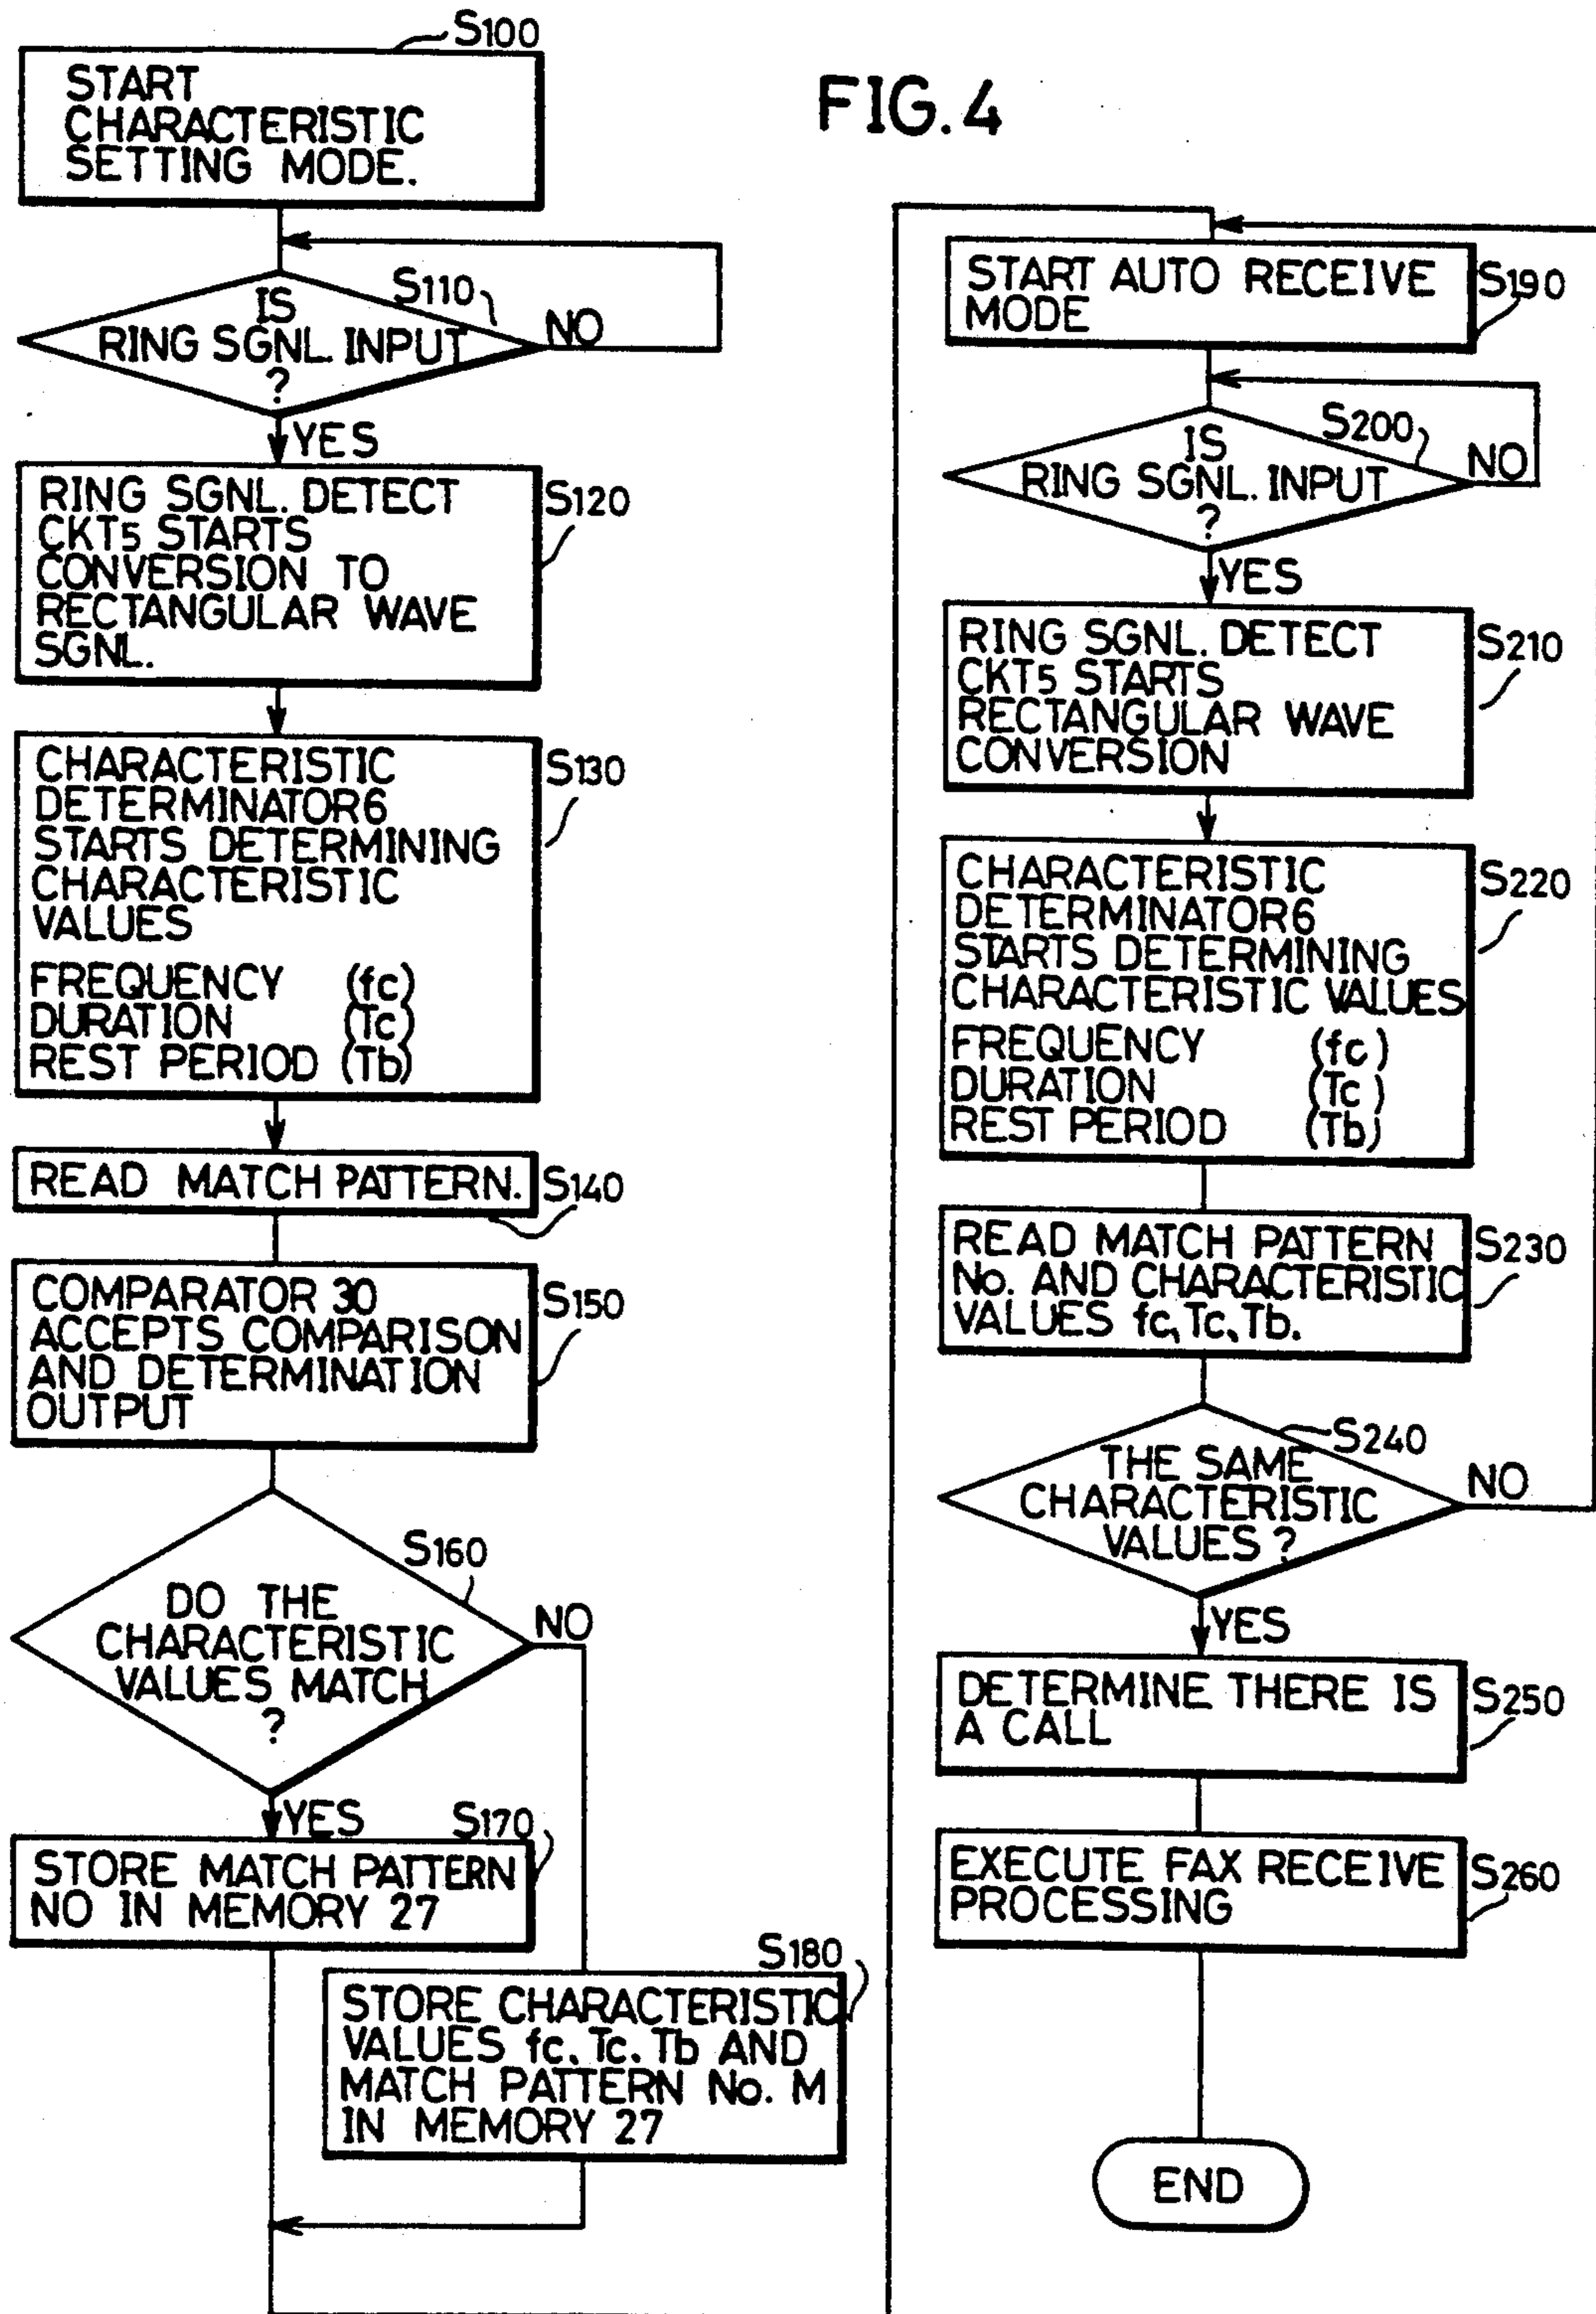 FIG. 4
S100
START
CHARACTERISTIC
SETTING MODE.
S110
IS
RING SGNL. INPUT
?
NO
YES
RING SGNL. DETECT
CKT5 STARTS
CONVERSION TO
RECTANGULAR WAVE
SGNL.
S120
CHARACTERISTIC
DETERMINATOR6
STARTS DETERMINING
CHARACTERISTIC
VALUES
FREQUENCY (fc)
DURATION (Tc)
REST PERIOD (Tb)
S130
READ MATCH PATTERN.
S140
COMPARATOR 30
ACCEPTS COMPARISON
AND DETERMINATION
OUTPUT
S150
S160
DO THE
CHARACTERISTIC
VALUES MATCH
?
NO
YES
S170
STORE MATCH PATTERN
NO IN MEMORY 27
S180
STORE CHARACTERISTIC
VALUES fc, Tc, Tb AND
MATCH PATTERN No. M
IN MEMORY 27
START AUTO RECEIVE
MODE
S190
S200
IS
RING SGNL. INPUT
?
NO
YES
RING SGNL. DETECT
CKT5 STARTS
RECTANGULAR WAVE
CONVERSION
S210
CHARACTERISTIC
DETERMINATOR6
STARTS DETERMINING
CHARACTERISTIC VALUES
FREQUENCY (fc)
DURATION (Tc)
REST PERIOD (Tb)
S220
READ MATCH PATTERN
No. AND CHARACTERISTIC
VALUES fc, Tc, Tb.
S230
S240
THE SAME
CHARACTERISTIC
VALUES ?
NO
YES
DETERMINE THERE IS
A CALL
S250
EXECUTE FAX RECEIVE
PROCESSING
S260
END